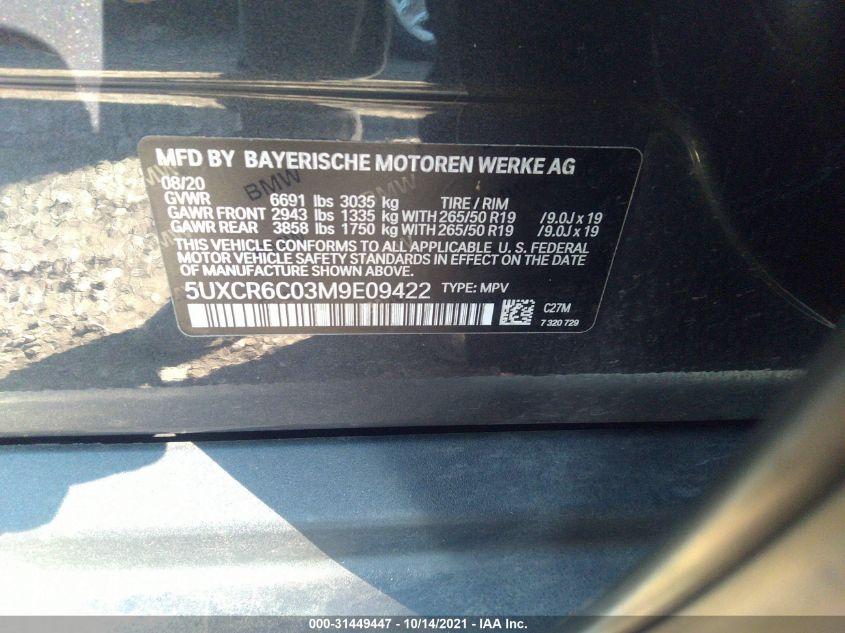 MFD BY BAYERISCHE MOTOREN WERKE AG
08/20
GVWR 6691 lbs 3035 kg TIRE / RIM
GAWR FRONT 2943 lbs 1335 kg WITH 265/50 R19 /9.0J x 19
GAWR REAR 3858 lbs 1750 kg WITH 265/50 R19 /9.0J x 19
THIS VEHICLE CONFORMS TO ALL APPLICABLE U. S. FEDERAL
MOTOR VEHICLE SAFETY STANDARDS IN EFFECT ON THE DATE
OF MANUFACTURE SHOWN ABOVE.
5UXCR6C03M9E09422 TYPE: MPV
C27M
7 320 729
BMW
BMW
000-31449447 - 10/14/2021 - IAA Inc.